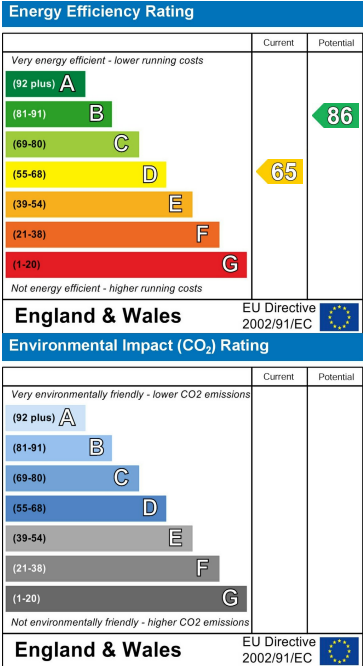 Energy Efficiency Rating
Current Potential
Very energy efficient - lower running costs
(92 plus) A
(81-91) B
86
(69-80) C
(55-68) D
65
(39-54) E
(21-38) F
(1-20) G
Not energy efficient - higher running costs
England & Wales
EU Directive
2002/91/EC
Environmental Impact (CO₂) Rating
Current Potential
Very environmentally friendly - lower CO2 emissions
(92 plus) A
(81-91) B
(69-80) C
(55-68) D
(39-54) E
(21-38) F
(1-20) G
Not environmentally friendly - higher CO2 emissions
England & Wales
EU Directive
2002/91/EC